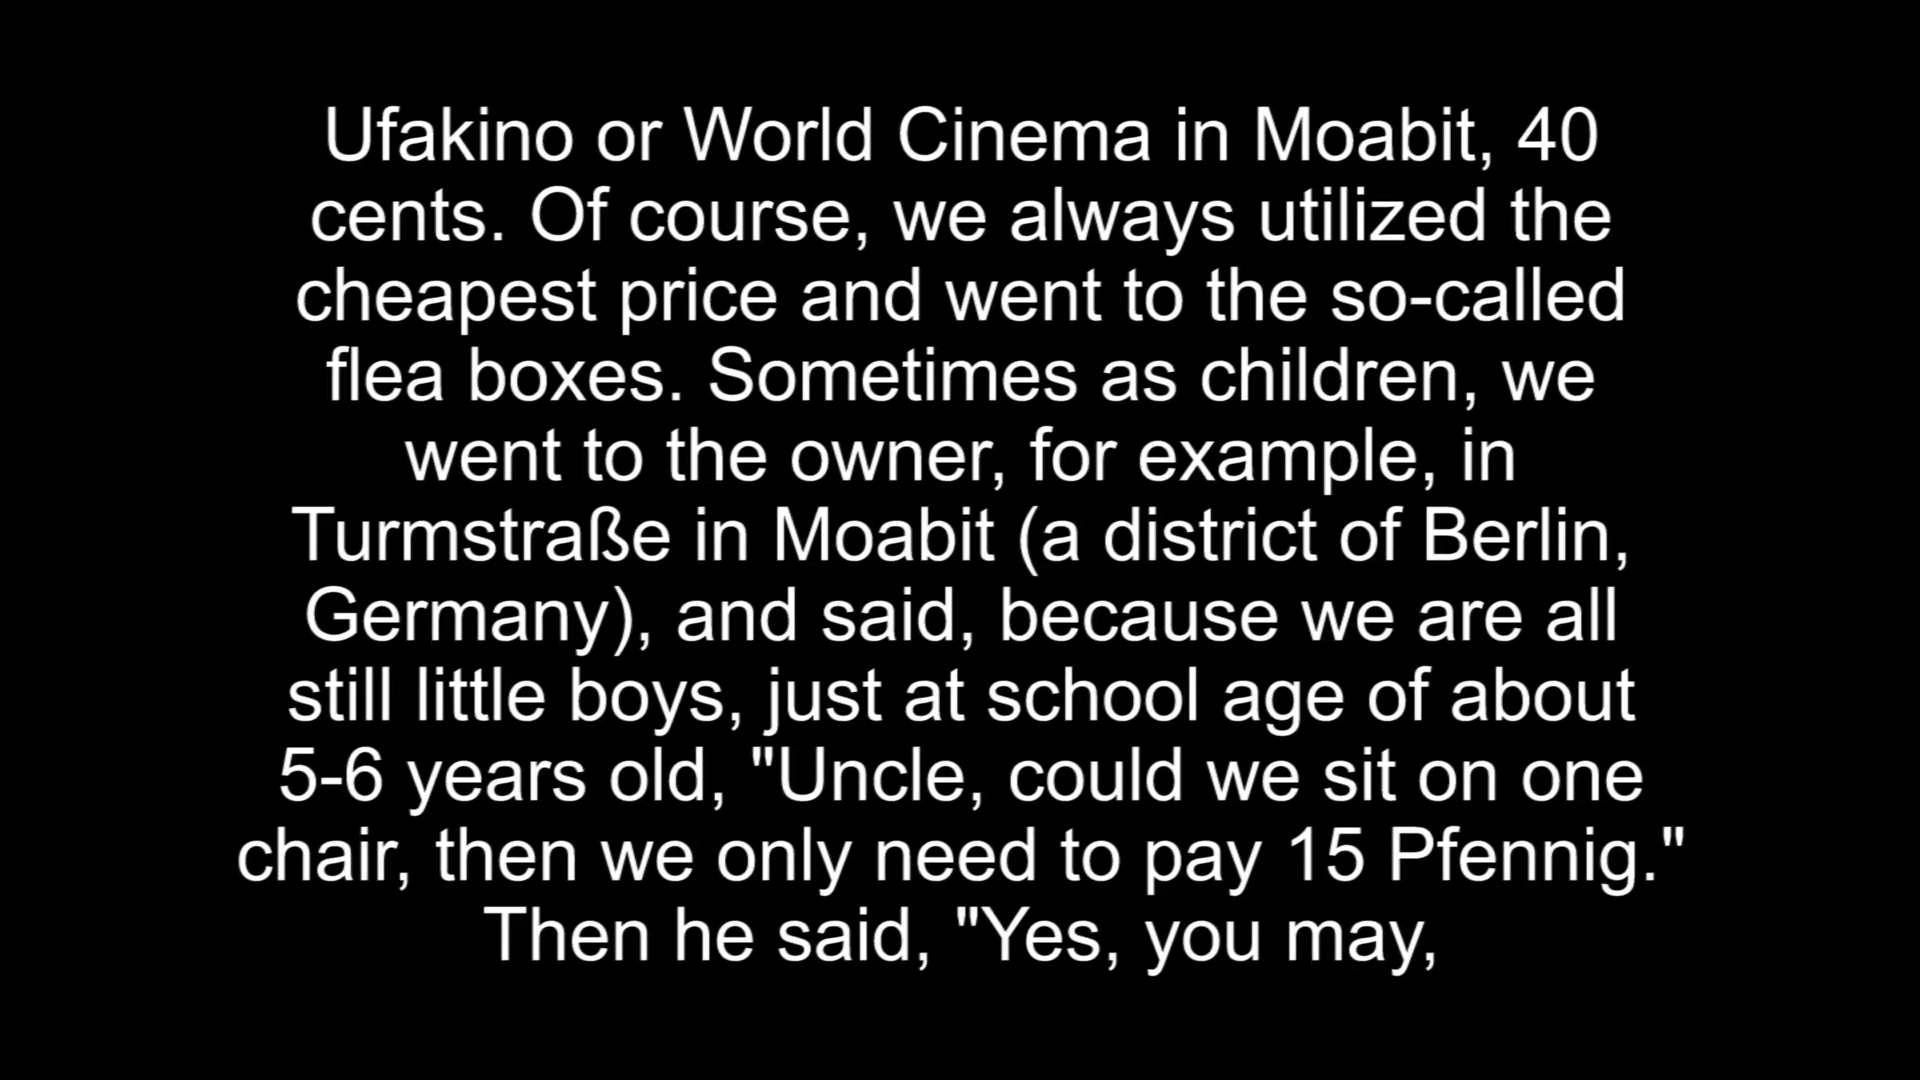 Ufakino or World Cinema in Moabit, 40
cents. Of course, we always utilized the
cheapest price and went to the so-called
flea boxes. Sometimes as children, we
went to the owner, for example, in
Turmstraße in Moabit (a district of Berlin,
Germany), and said, because we are all
still little boys, just at school age of about
5-6 years old, "Uncle, could we sit on one
chair, then we only need to pay 15 Pfennig."
Then he said, "Yes, you may,